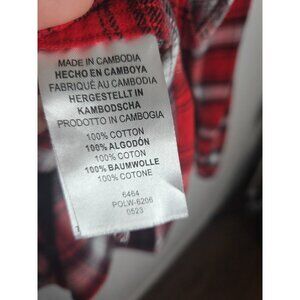 MADE IN CAMBODIA
HECHO EN CAMBOYA
FABRIQUÉ AU CAMBODIA
HERGESTELLT IN
KAMBODSCHA
PRODOTTO IN CAMBOGIA
100% COTTON
100% ALGODÓN
100% COTON
100% BAUMWOLLE
100% COTONE
6464
POLW-6206
0523